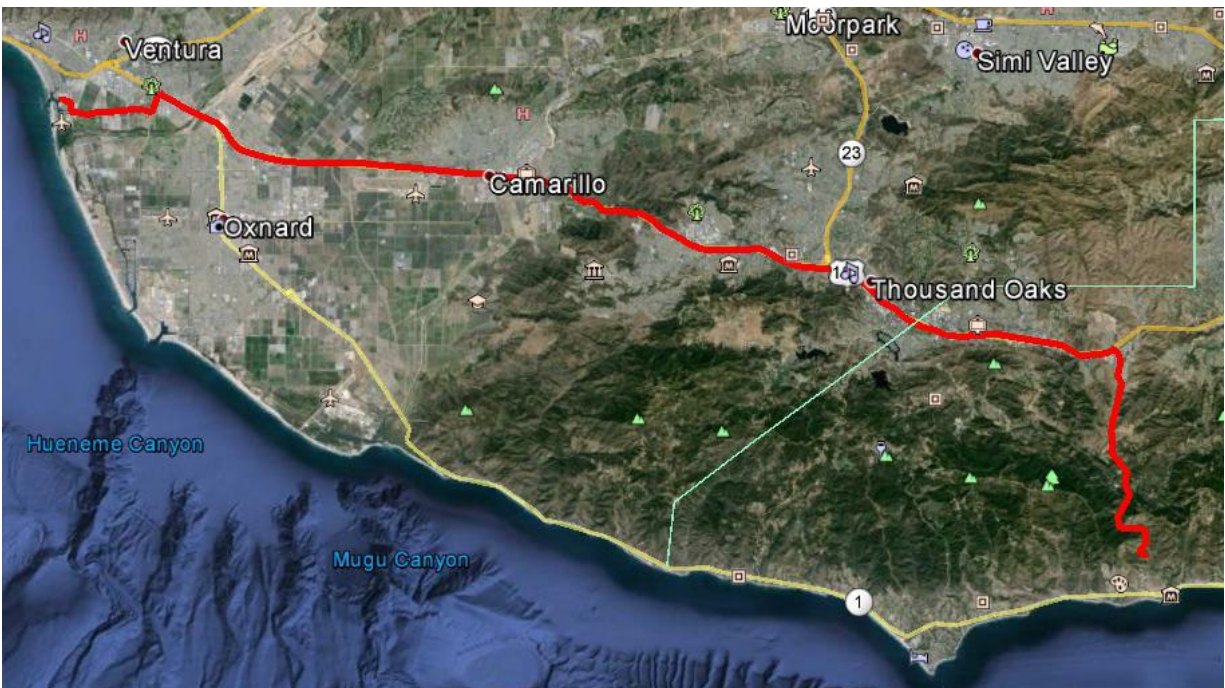 Moorpark
Ventura
Simi Valley
23
Camarillo
Oxnard
Thousand Oaks
Hueneme Canyon
Mugu Canyon
1